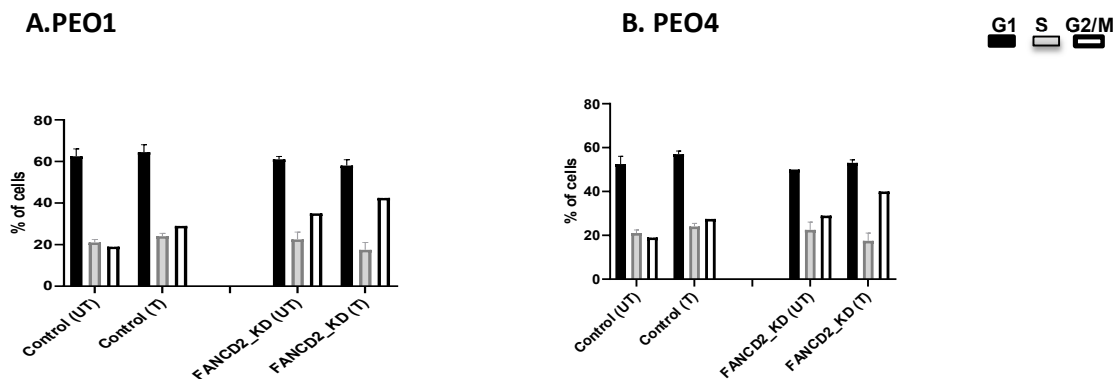 A.PEO1
B. PEO4
G1 S G2/M
% of cells
80
60
40
20
0
Control (UT)
Control (T)
FANCD2_KD (UT)
FANCD2_KD (T)
% of cells
80
60
40
20
0
Control (UT)
Control (T)
FANCD2_KD (UT)
FANCD2_KD (T)